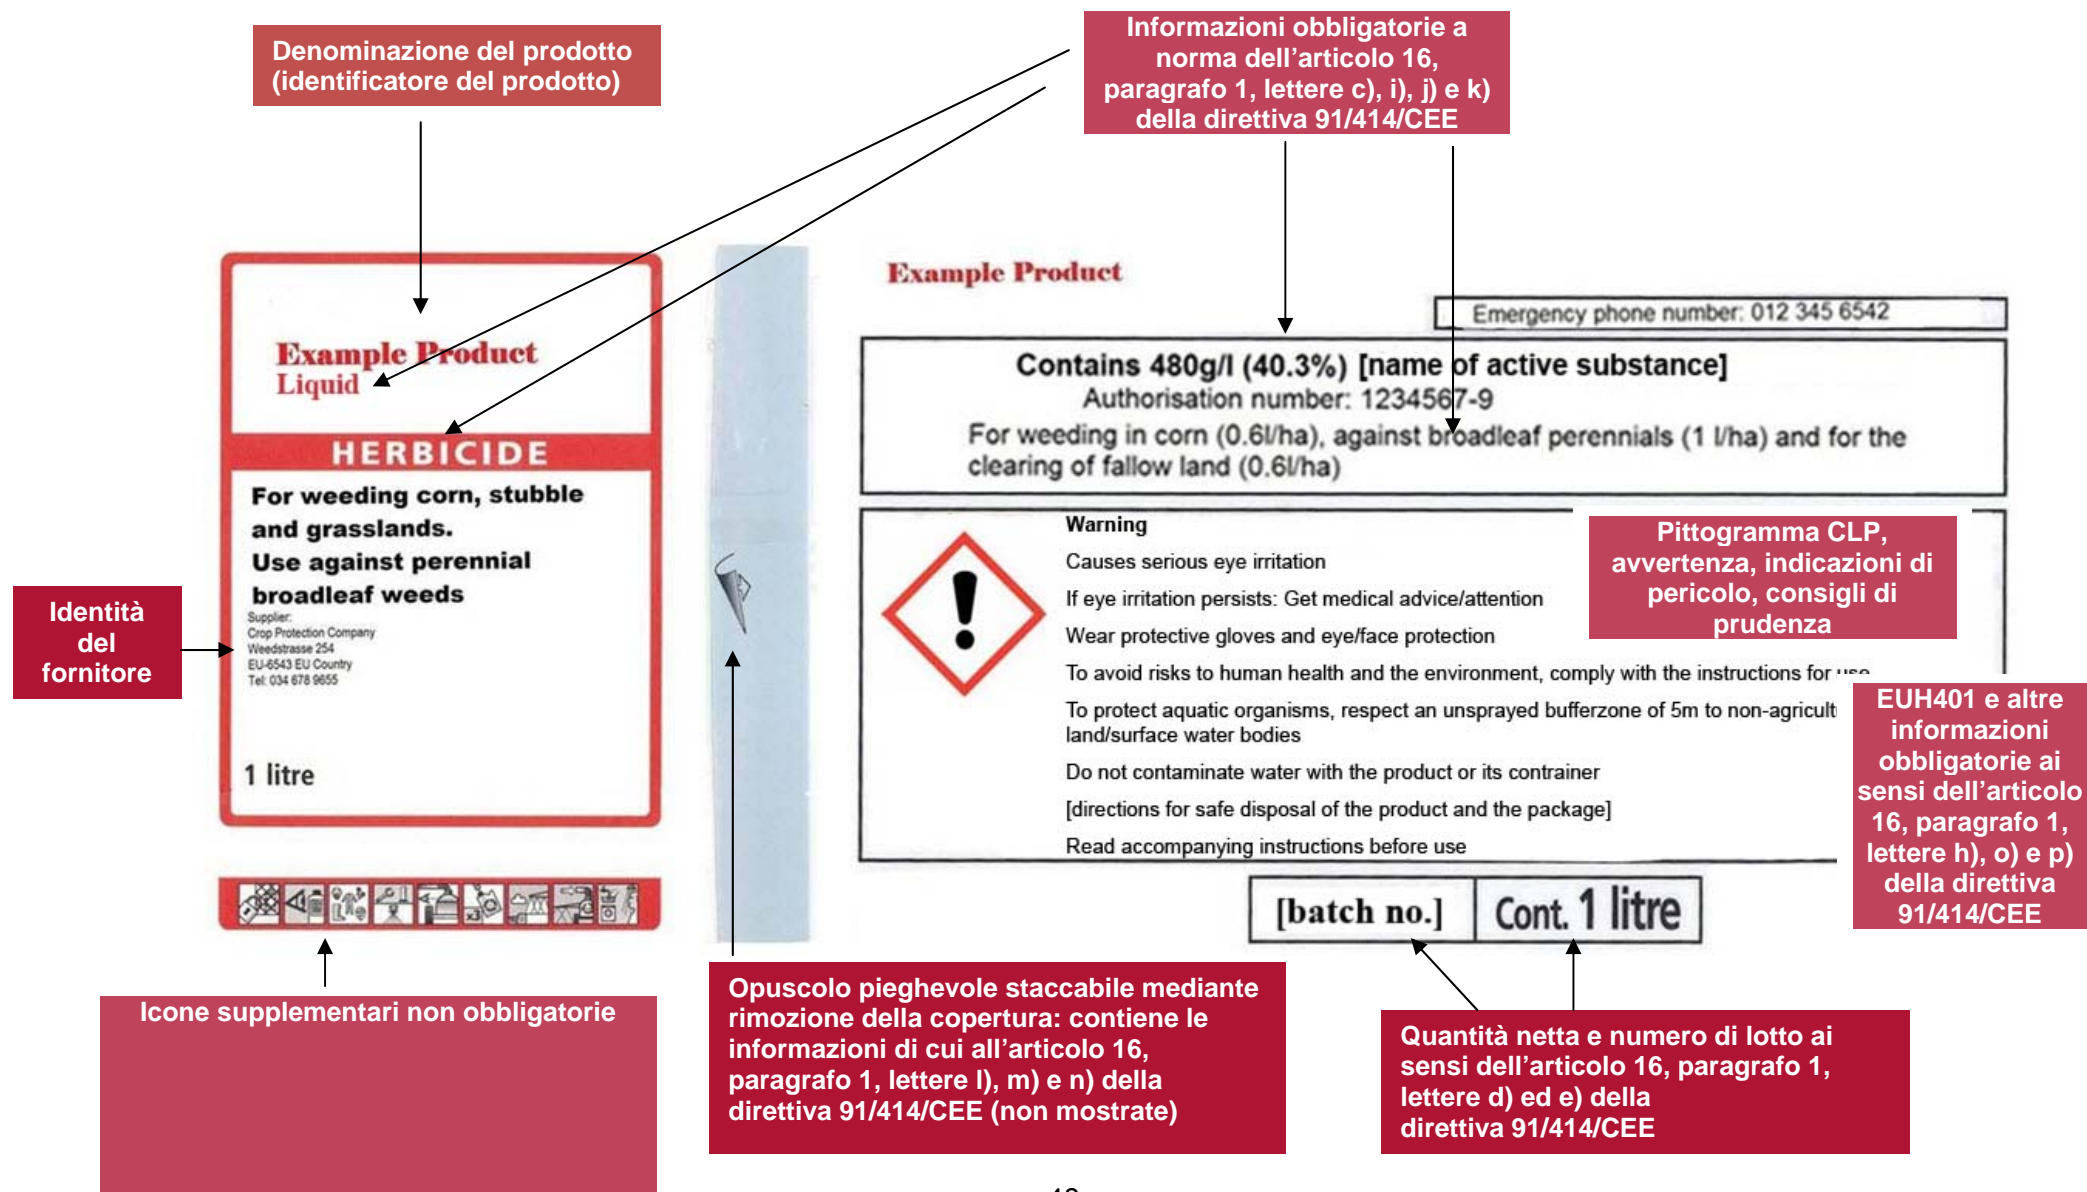 Denominazione del prodotto
(identificatore del prodotto)
Informazioni obbligatorie a
norma dell’articolo 16,
paragrafo 1, lettere c), i), j) e k)
della direttiva 91/414/CEE
Example Product
Liquid
HERBICIDE
For weeding corn, stubble
and grasslands.
Use against perennial
broadleaf weeds
Supplier:
Crop Protection Company
Weedstrasse 254
EU-6543 EU Country
Tel: 034 678 9655
1 litre
Identità
del
fornitore
x3
Icone supplementari non obbligatorie
Example Product
Emergency phone number: 012 345 6542
Contains 480g/l (40.3%) [name of active substance]
Authorisation number: 1234567-9
For weeding in corn (0.6l/ha), against broadleaf perennials (1 l/ha) and for the
clearing of fallow land (0.6l/ha)
Warning
Causes serious eye irritation
If eye irritation persists: Get medical advice/attention
Wear protective gloves and eye/face protection
To avoid risks to human health and the environment, comply with the instructions for use
To protect aquatic organisms, respect an unsprayed bufferzone of 5m to non-agricult
land/surface water bodies
Do not contaminate water with the product or its contrainer
[directions for safe disposal of the product and the package]
Read accompanying instructions before use
Pittogramma CLP,
avvertenza, indicazioni di
pericolo, consigli di
prudenza
EUH401 e altre
informazioni
obbligatorie ai
sensi dell’articolo
16, paragrafo 1,
lettere h), o) e p)
della direttiva
91/414/CEE
[batch no.]
Cont. 1 litre
Opuscolo pieghevole staccabile mediante
rimozione della copertura: contiene le
informazioni di cui all’articolo 16,
paragrafo 1, lettere l), m) e n) della
direttiva 91/414/CEE (non mostrate)
Quantità netta e numero di lotto ai
sensi dell’articolo 16, paragrafo 1,
lettere d) ed e) della
direttiva 91/414/CEE